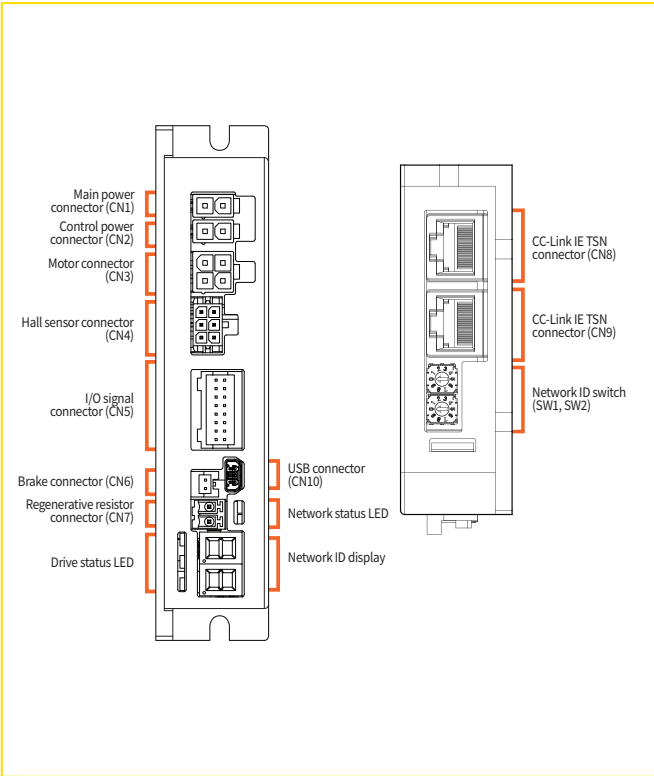 Main power
connector (CN1)
Control power
connector (CN2)
Motor connector
(CN3)
Hall sensor connector
(CN4)
I/O signal
connector (CN5)
Brake connector (CN6)
Regenerative resistor
connector (CN7)
Drive status LED
USB connector
(CN10)
Network status LED
Network ID display
CC-Link IE TSN
connector (CN8)
CC-Link IE TSN
connector (CN9)
Network ID switch
(SW1, SW2)